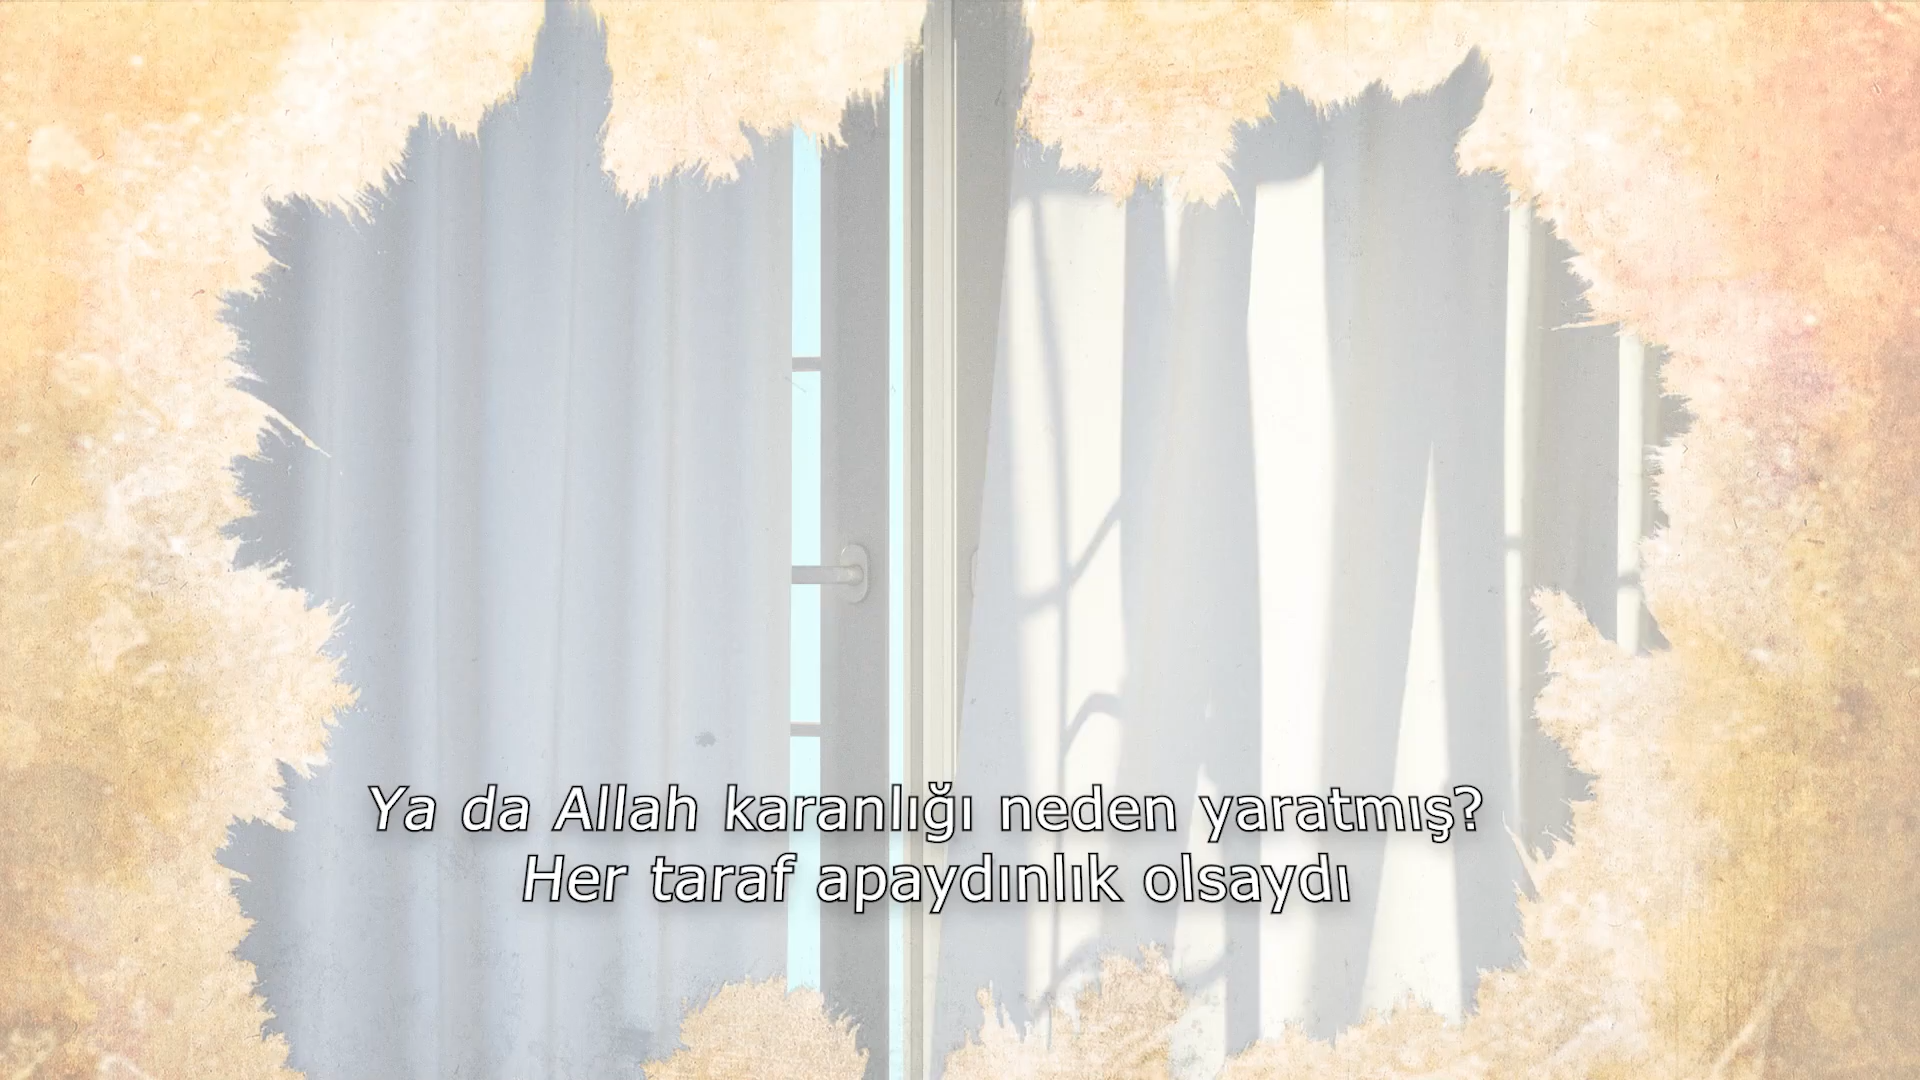 Ya da Allah karanlığı neden yaratmış?
Her taraf apaydınlık olsaydı